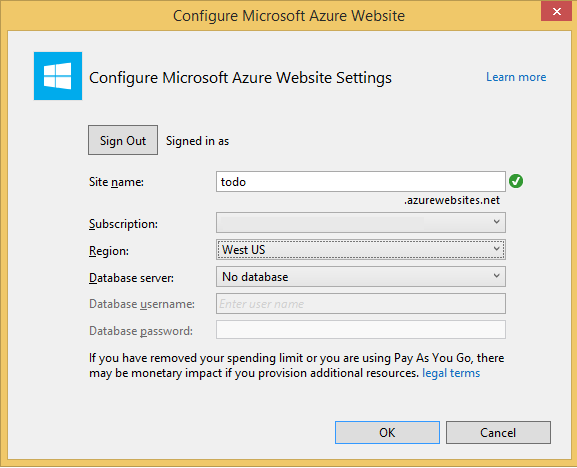 Configure Microsoft Azure Website
Configure Microsoft Azure Website Settings
Learn more
Sign Out
Signed in as
Site name:
todo
.azurewebsites.net
Subscription:
Region:
West US
Database server:
No database
Database username:
Enter user name
Database password:
If you have removed your spending limit or you are using Pay As You Go, there
may be monetary impact if you provision additional resources. legal terms
OK
Cancel